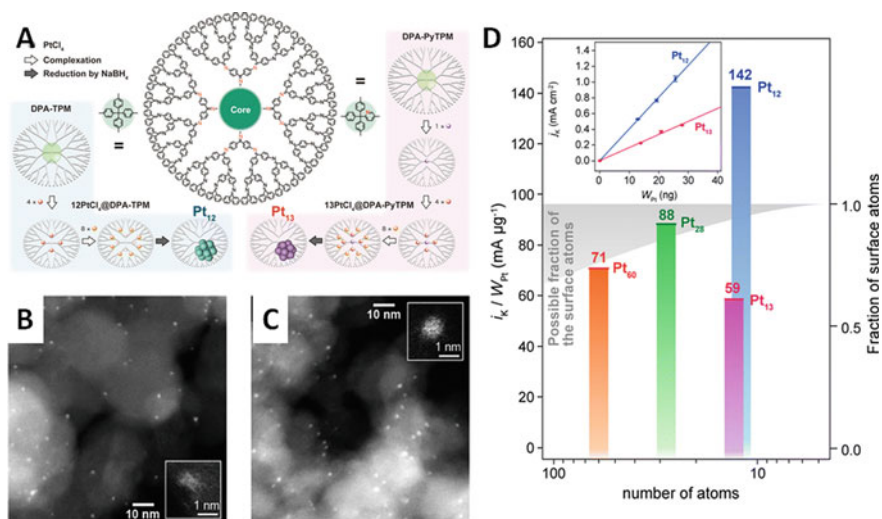 A
PtCl₄
Complexation
Reduction by NaBH₄
DPA-TPM
Core
=
=
DPA-PyTPM
1 ×
4 ×
4 ×
12PtCl₄@DPA-TPM
8 ×
Pt₁₂
Pt₁₃
13PtCl₄@DPA-PyTPM
8 ×
B
10 nm
1 nm
C
10 nm
1 nm
D
160
140
120
100
80
60
40
20
0
i_K / W_Pt (mA µg⁻¹)
100
10
number of atoms
1.0
0.5
0.0
Fraction of surface atoms
Possible fraction of
the surface atoms
71
Pt₆₀
88
Pt₂₈
142
Pt₁₂
59
Pt₁₃
1.4
1.2
1.0
0.8
0.6
0.4
0.2
0.0
j_K (mA cm²)
0
10
20
30
40
W_Pt (ng)
Pt₁₂
Pt₁₃